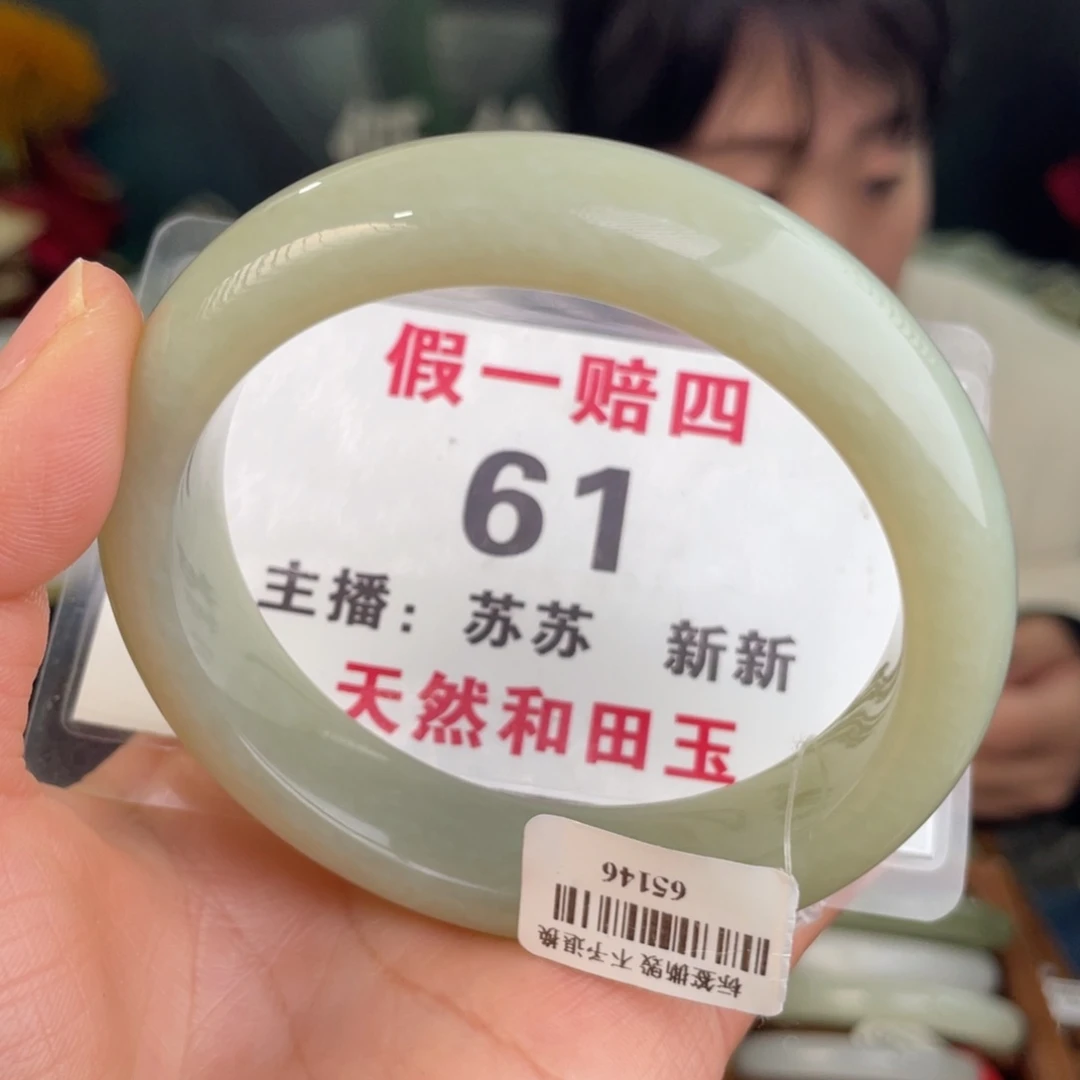 假一赔四
61
主播：苏苏 新新
天然和田玉
65146
标签撕毁 不予退换